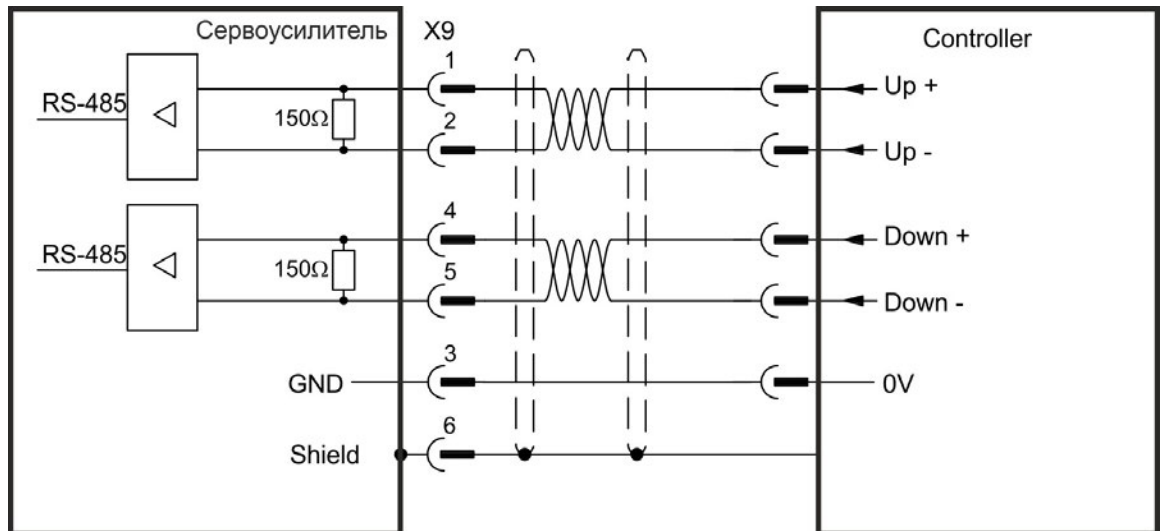 Сервоусилитель
X9
Controller
1
RS-485
150Ω
Up +
2
Up -
4
RS-485
150Ω
Down +
5
Down -
3
GND
0V
6
Shield